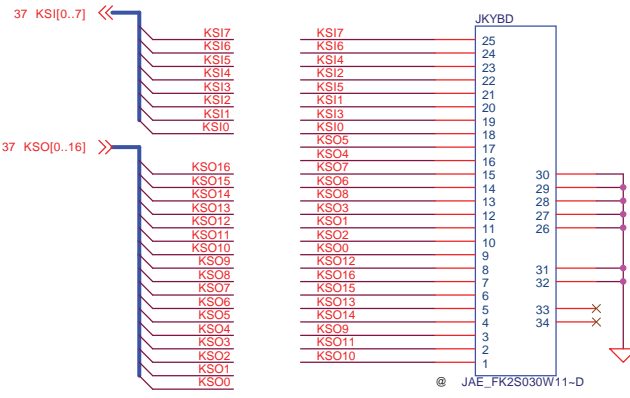 37 KSI[0..7]
KSI7
KSI6
KSI5
KSI4
KSI3
KSI2
KSI1
KSI0
37 KSO[0..16]
KSO16
KSO15
KSO14
KSO13
KSO12
KSO11
KSO10
KSO9
KSO8
KSO7
KSO6
KSO5
KSO4
KSO3
KSO2
KSO1
KSO0
JKYBD
KSI7 25
KSI6 24
KSI4 23
KSI2 22
KSI5 21
KSI1 20
KSI3 19
KSI0 18
KSO5 17
KSO4 16
KSO7 15 30
KSO6 14 29
KSO8 13 28
KSO3 12 27
KSO1 11 26
KSO2 10
KSO0 9
KSO12 8 31
KSO16 7 32
KSO15 6
KSO13 5 33
KSO14 4 34
KSO9 3
KSO11 2
KSO10 1
@ JAE_FK2S030W11~D